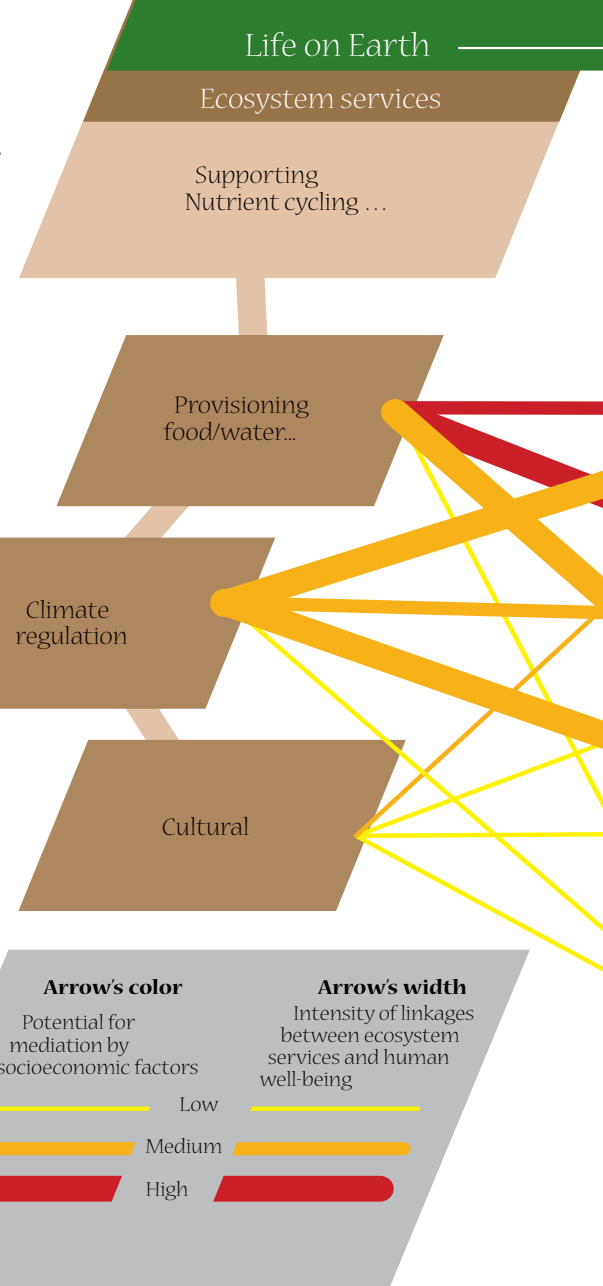 Life on Earth
Ecosystem services
Supporting
Nutrient cycling …
Provisioning
food/water...
Climate
regulation
Cultural
Arrow's color
Potential for
mediation by
socioeconomic factors
Arrow's width
Intensity of linkages
between ecosystem
services and human
well-being
Low
Medium
High